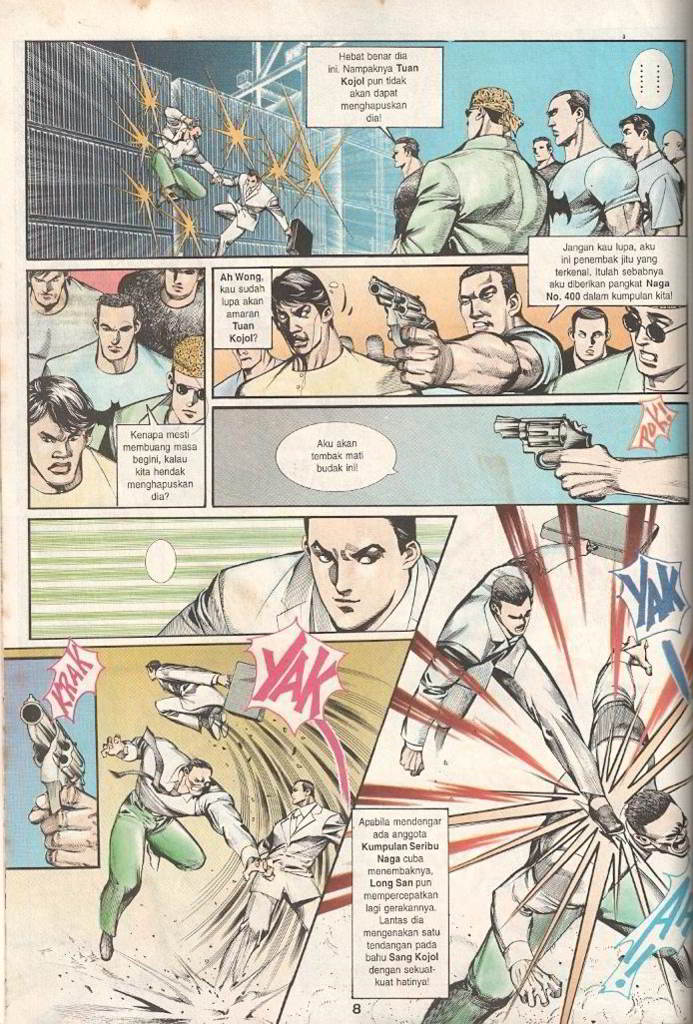 Hebat benar dia
ini. Nampaknya Tuan
Kojol pun tidak
akan dapat
menghapuskan
dia!
Ah Wong,
kau sudah
lupa akan
amaran
Tuan
Kojol?
Jangan kau lupa, aku
ini penembak jitu yang
terkenal. Itulah sebabnya
aku diberikan pangkat Naga
No. 400 dalam kumpulan kita!
Kenapa mesti
membuang masa
begini, kalau
kita hendak
menghapuskan
dia?
Aku akan
tembak mati
budak ini!
POK!
KRAK
YAK
YAK
Apabila mendengar
ada anggota
Kumpulan Seribu
Naga cuba
menembaknya,
Long San pun
mempercepatkan
lagi gerakannya.
Lantas dia
mengenakan satu
tendangan pada
bahu Sang Kojol
dengan sekuat-
kuat hatinya!
8